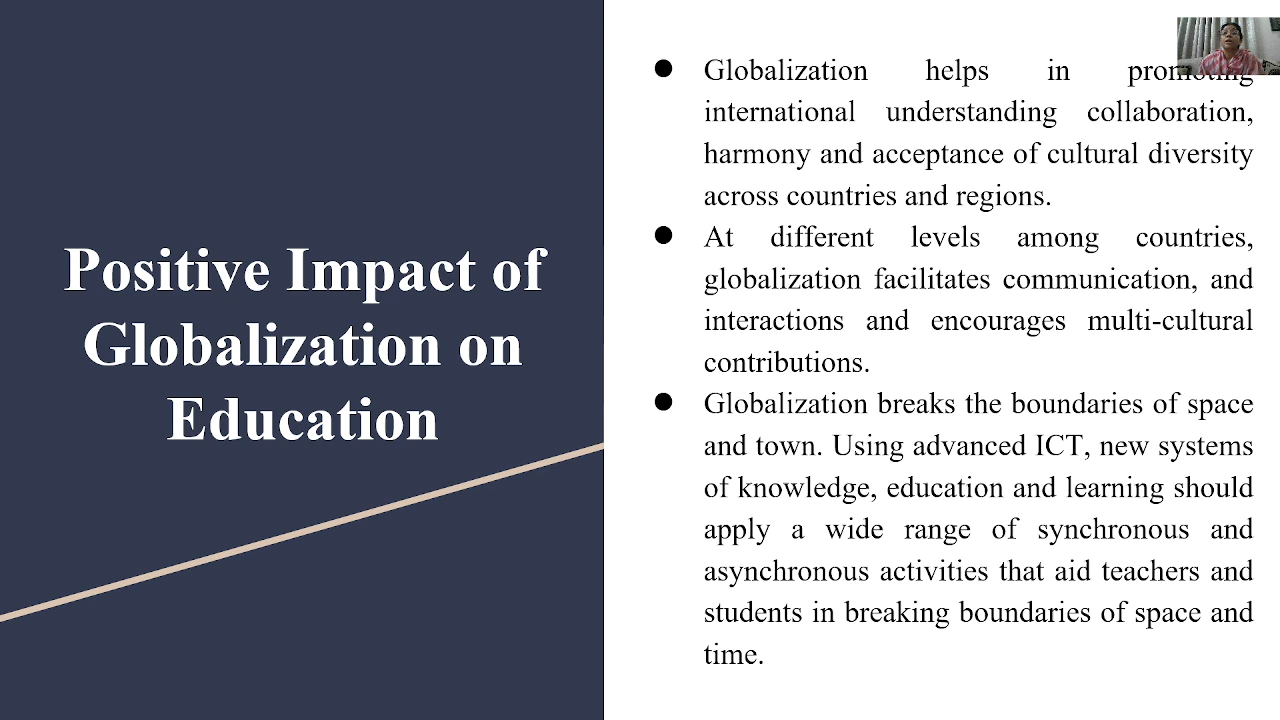 Positive Impact of
Globalization on
Education
● Globalization helps in promoting
international understanding collaboration,
harmony and acceptance of cultural diversity
across countries and regions.
● At different levels among countries,
globalization facilitates communication, and
interactions and encourages multi-cultural
contributions.
● Globalization breaks the boundaries of space
and town. Using advanced ICT, new systems
of knowledge, education and learning should
apply a wide range of synchronous and
asynchronous activities that aid teachers and
students in breaking boundaries of space and
time.